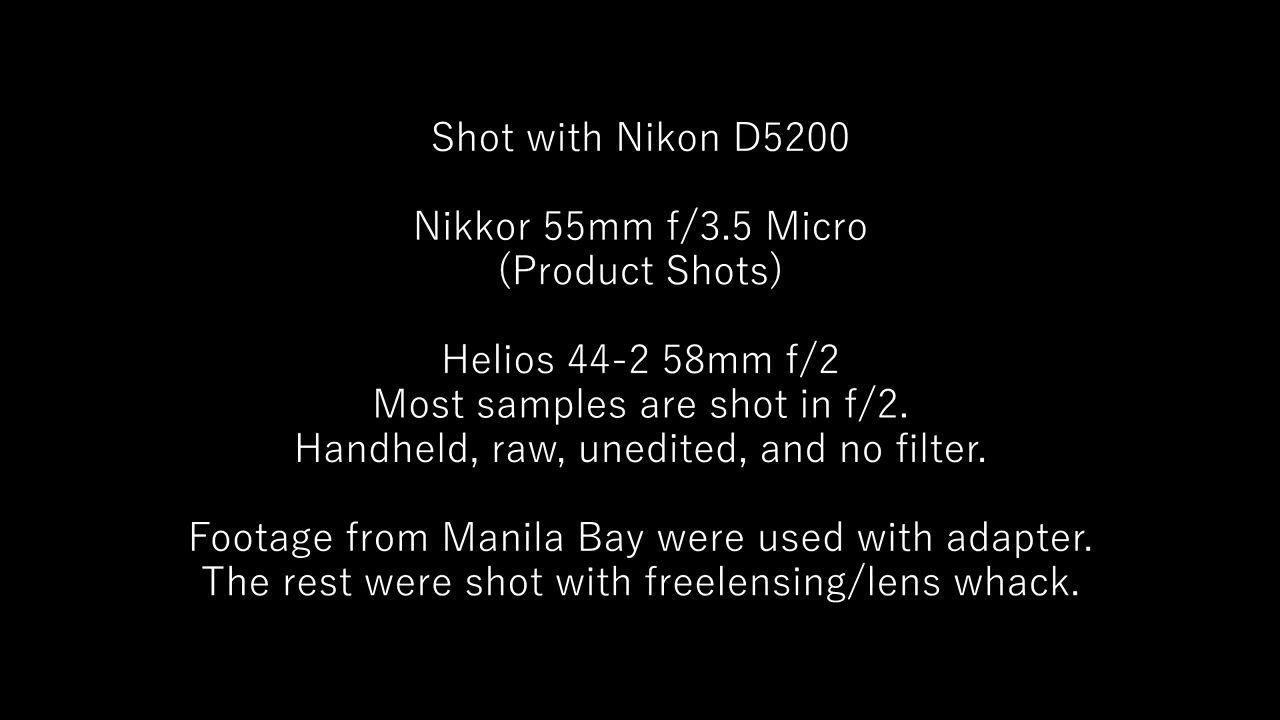 Shot with Nikon D5200
Nikkor 55mm f/3.5 Micro
(Product Shots)
Helios 44-2 58mm f/2
Most samples are shot in f/2.
Handheld, raw, unedited, and no filter.
Footage from Manila Bay were used with adapter.
The rest were shot with freelensing/lens whack.